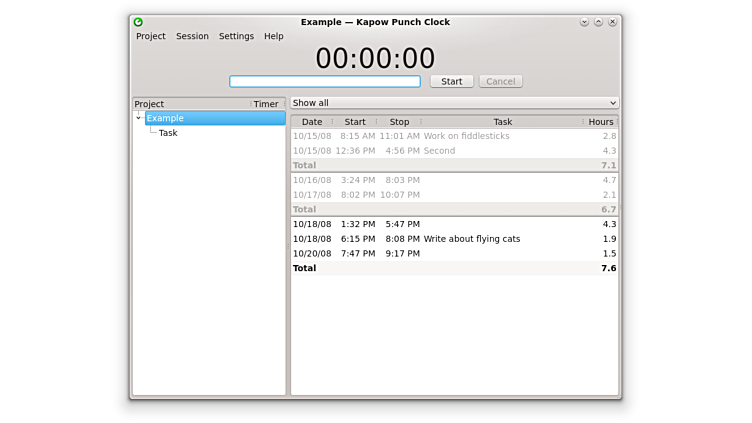 Example — Kapow Punch Clock
Project Session Settings Help
00:00:00
Start Cancel
Project Timer
Example
Task
Show all
Date Start Stop Task Hours
10/15/08 8:15 AM 11:01 AM Work on fiddlesticks 2.8
10/15/08 12:36 PM 4:56 PM Second 4.3
Total 7.1
10/16/08 3:24 PM 8:03 PM 4.7
10/17/08 8:02 PM 10:07 PM 2.1
Total 6.7
10/18/08 1:32 PM 5:47 PM 4.3
10/18/08 6:15 PM 8:08 PM Write about flying cats 1.9
10/20/08 7:47 PM 9:17 PM 1.5
Total 7.6